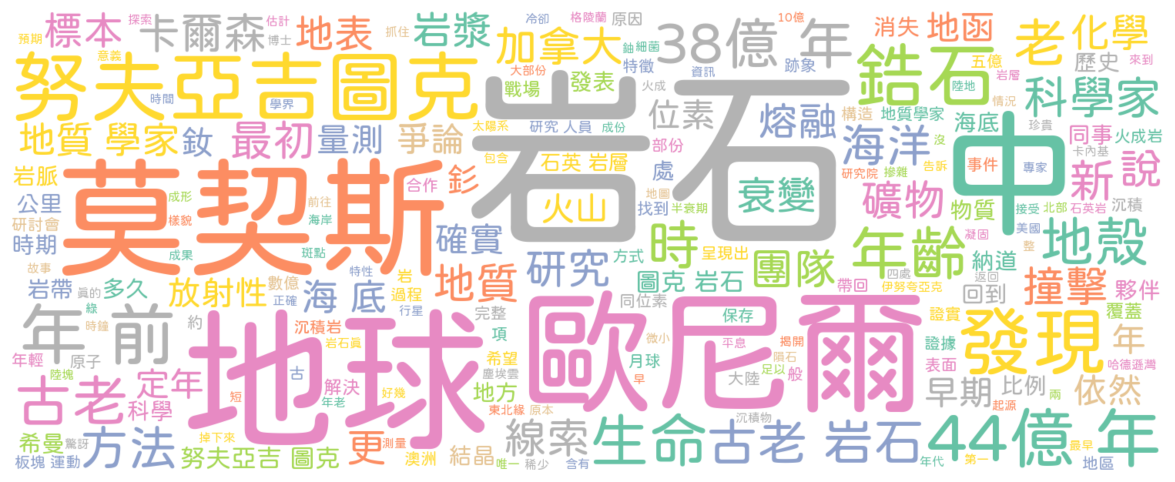 標本
探索
卡爾森
估計
地表
岩漿
冷卻
格陵蘭
原因
10億
消失
地函
老
化學
預期
意義
博士
抓住
加拿大
鈾
細菌
38億 年
跡象
五億
歷史
來到
努夫亞吉圖克
大部份
特徵
資訊
鋯石
陸地
岩層
科學家
時間
學界
戰場
發表
火成
岩石
位素
熔融
構造
地質學家
情況
地質 學家
釹
最初
量測
爭論
太陽系
研究 人員
成份
部份
海洋
海底
沒
珍貴
同事
火成岩
包含
石英 岩層
研究院
摻雜
告訴
事件
中
專家
卡內基
新
說
岩脈
莫契斯
合作
釤
處
衰變
礦物
物質
接受
北部
石英岩
公里
成形
樣貌
前往
海岸
火山
地圖
找到
半衰期
美國
沉積
研討會
時期
成果
斑點
確實
時
呈現出
年齡
凝固
整
地殼
故事
岩帶
真的
多久
放射性
特性
數億
海 底
岩
過程
地質
研究
方式
圖克 岩石
團隊
四處
返回
納道
伊努夸亞克
撞擊
夥伴
綠
時鐘
正確
行星
同位素
帶回
回到
證實
覆蓋
年 前
原子
約
沉積岩
完整
項
地球
歐尼爾
保存
微小
平息
揭開
證據
發現
年
年輕
陸塊
定年
短
古
岩石真
解決
希望
塵埃雲
月球
隕石
足以
表面
哈德遜灣
古老
科學
年老
好幾
地方
早
大陸
般
早期
比例
依然
兩
東北緣
原本
沉積物
起源
希曼
驚訝
方法
掉下來
更
測量
線索
生命
古老 岩石
44億 年
最早
板塊 運動
努夫亞吉 圖克
澳洲
結晶
唯一
稀少
含有
年代
第一
地區